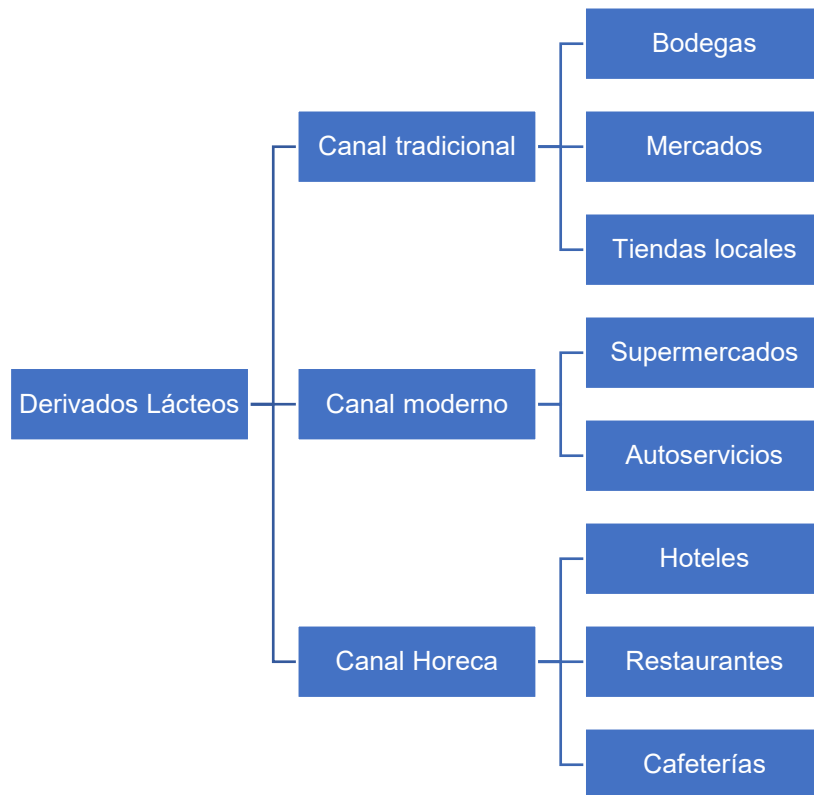 Derivados Lácteos
Canal tradicional
Bodegas
Mercados
Tiendas locales
Canal moderno
Supermercados
Autoservicios
Canal Horeca
Hoteles
Restaurantes
Cafeterías